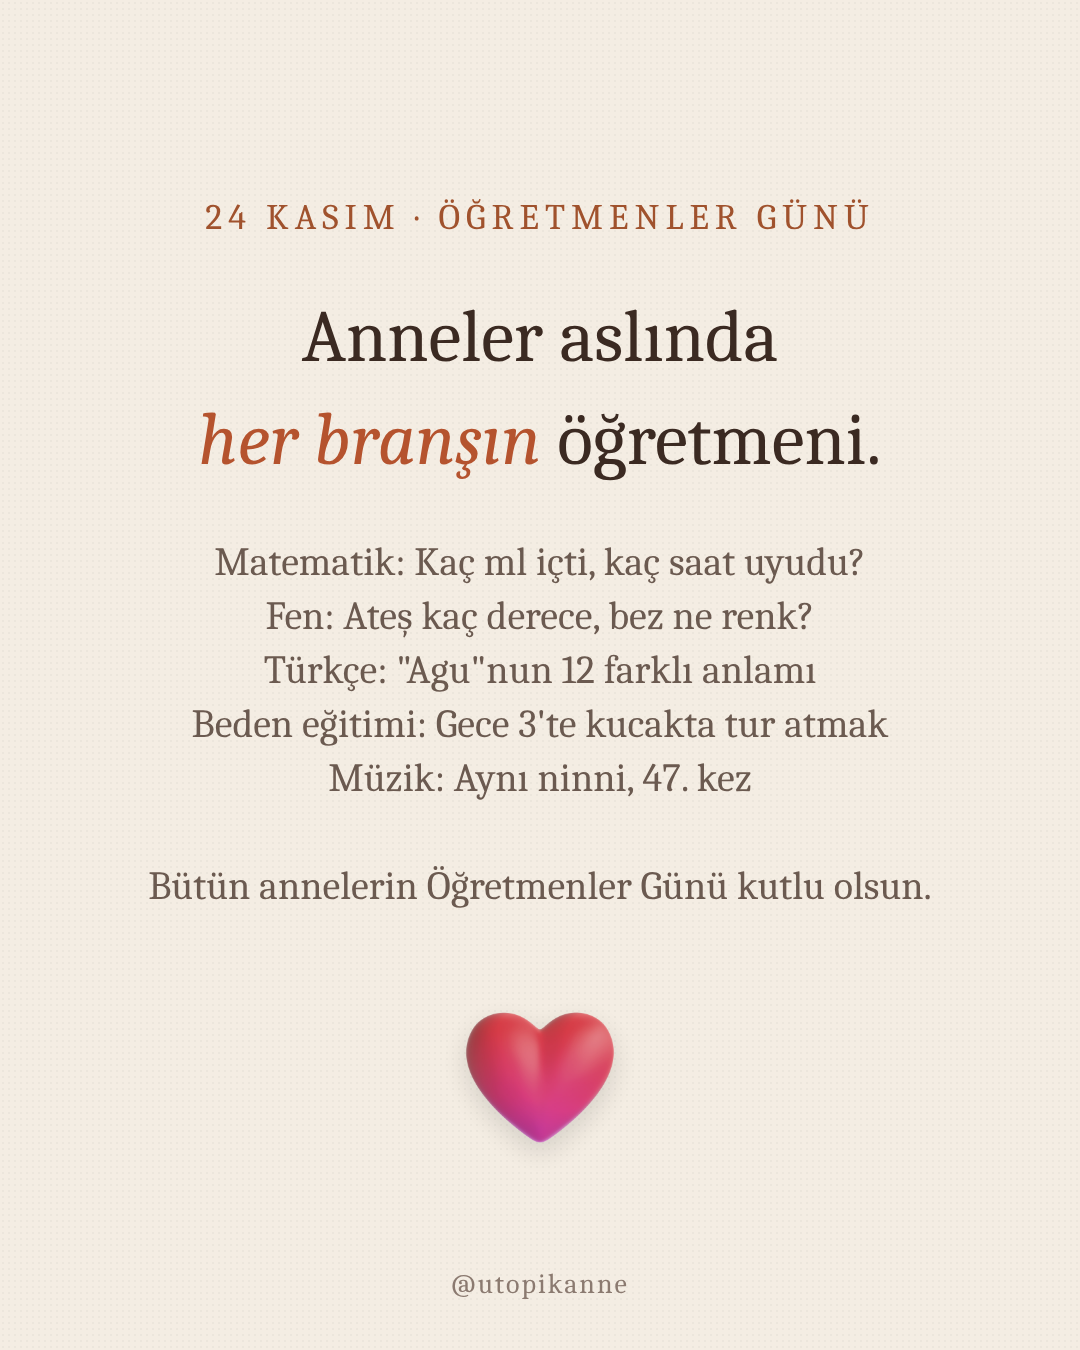 24 KASIM · ÖĞRETMENLER GÜNÜ
Anneler aslında
her branşın öğretmeni.
Matematik: Kaç ml içti, kaç saat uyudu?
Fen: Ateş kaç derece, bez ne renk?
Türkçe: "Agu"nun 12 farklı anlamı
Beden eğitimi: Gece 3'te kucakta tur atmak
Müzik: Aynı ninni, 47. kez
Bütün annelerin Öğretmenler Günü kutlu olsun.
@utopikanne